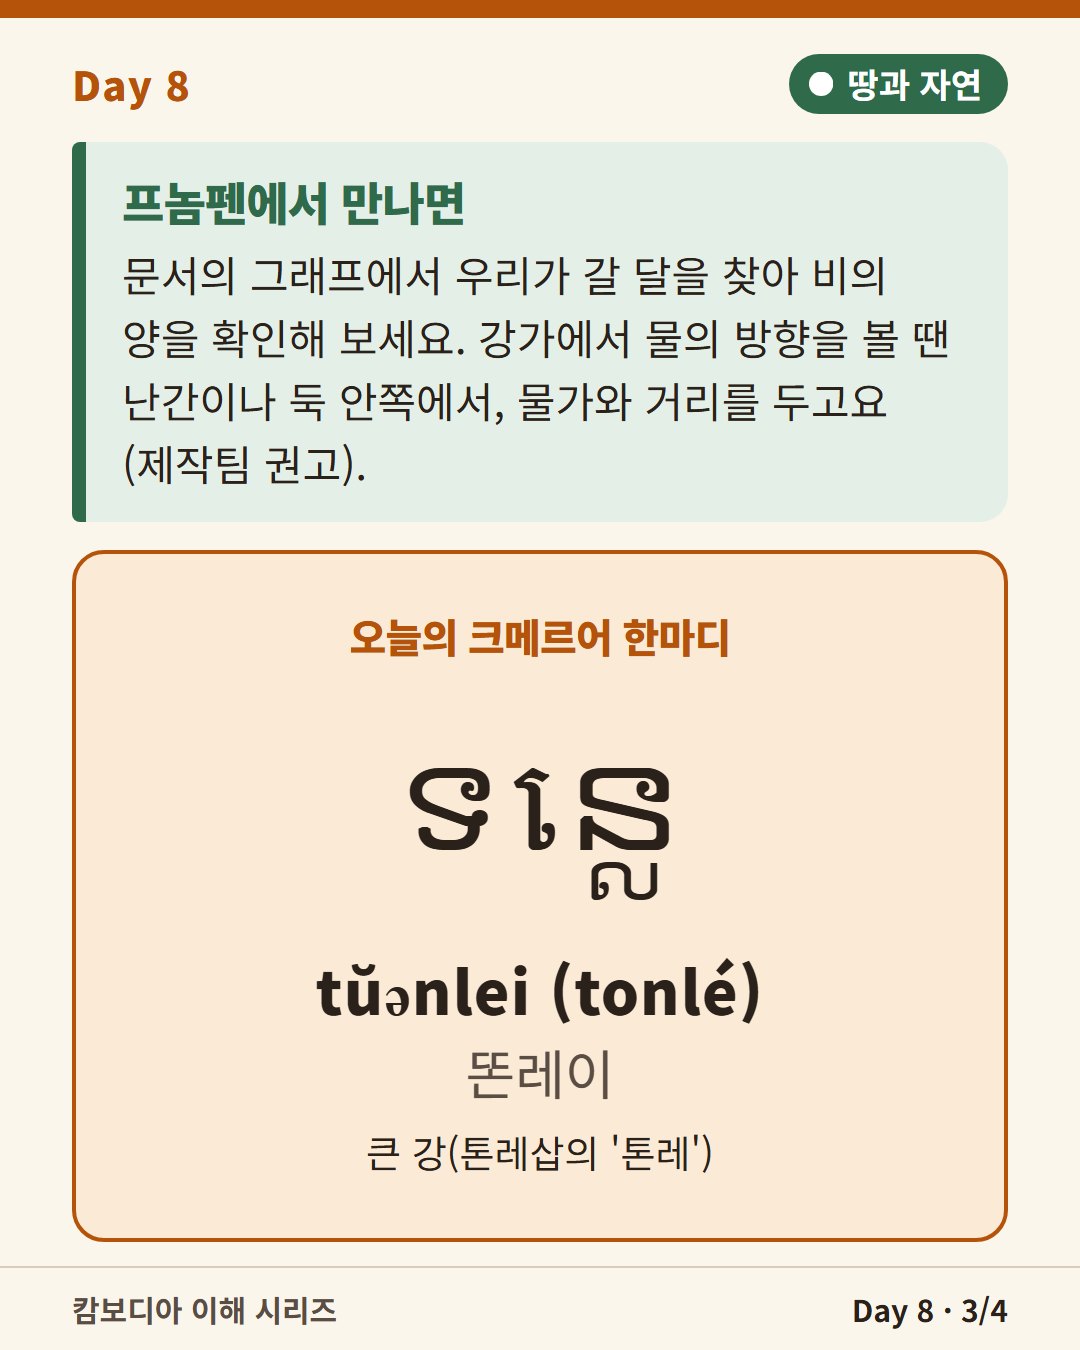 Day 8
땅과 자연
프놈펜에서 만나면
문서의 그래프에서 우리가 갈 달을 찾아 비의
양을 확인해 보세요. 강가에서 물의 방향을 볼 땐
난간이나 둑 안쪽에서, 물가와 거리를 두고요
(제작팀 권고).
오늘의 크메르어 한마디
ទន្លេ
tŭənlei (tonlé)
똔레이
큰 강(톤레삽의 '톤레')
캄보디아 이해 시리즈
Day 8 · 3/4